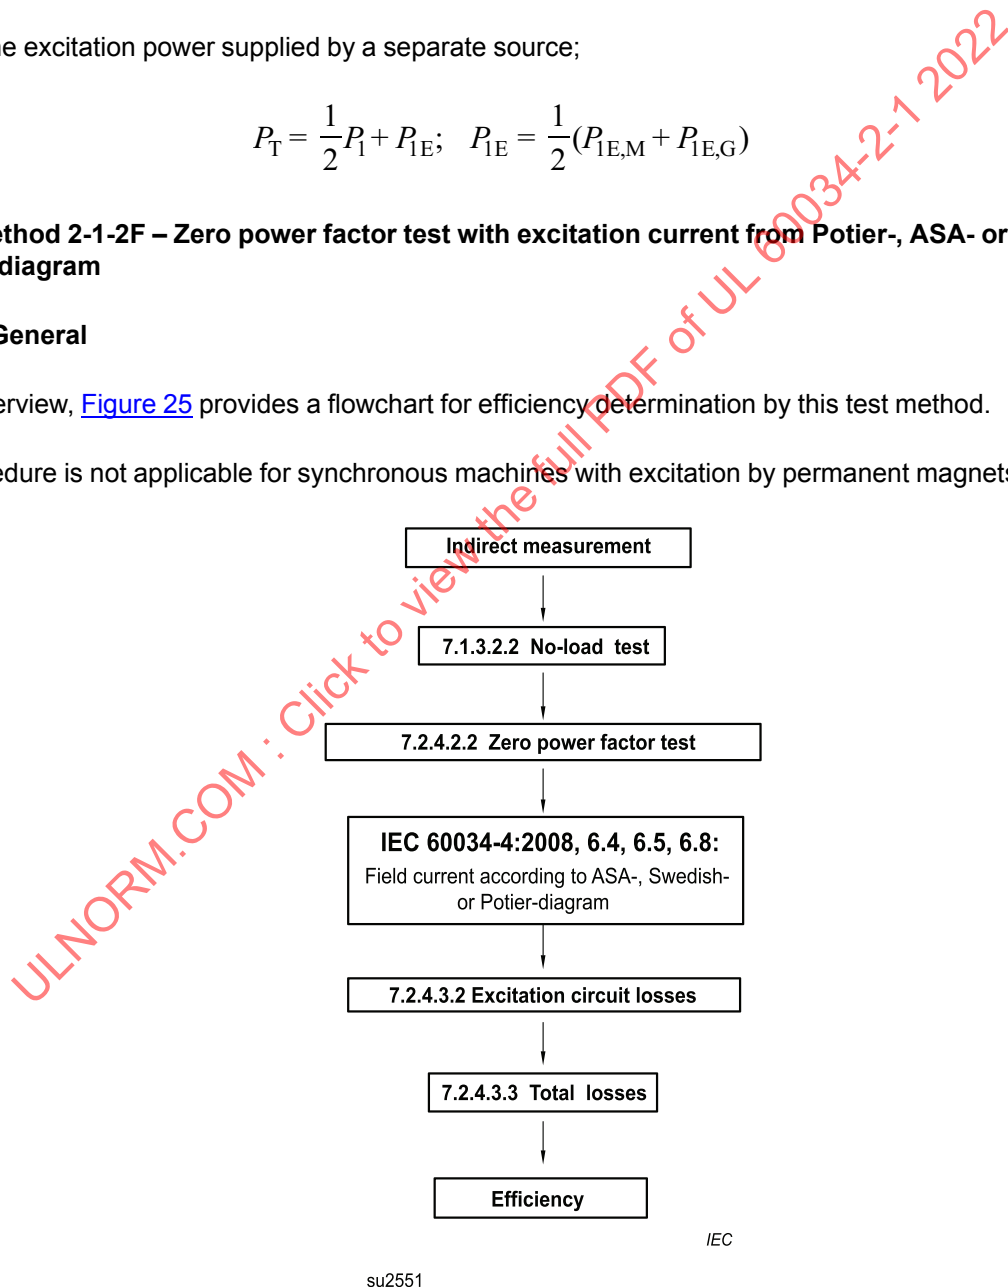 he excitation power supplied by a separate source;
P_T = 1/2 P_1 + P_1E; P_1E = 1/2 (P_1E,M + P_1E,G)
ethod 2-1-2F – Zero power factor test with excitation current from Potier-, ASA- or
diagram
General
erview, Figure 25 provides a flowchart for efficiency determination by this test method.
edure is not applicable for synchronous machines with excitation by permanent magnets
Indirect measurement
7.1.3.2.2 No-load test
7.2.4.2.2 Zero power factor test
IEC 60034-4:2008, 6.4, 6.5, 6.8:
Field current according to ASA-, Swedish-
or Potier-diagram
7.2.4.3.2 Excitation circuit losses
7.2.4.3.3 Total losses
Efficiency
IEC
su2551
ULNORM.COM : Click to view the full PDF of UL 60034-2-1 2022